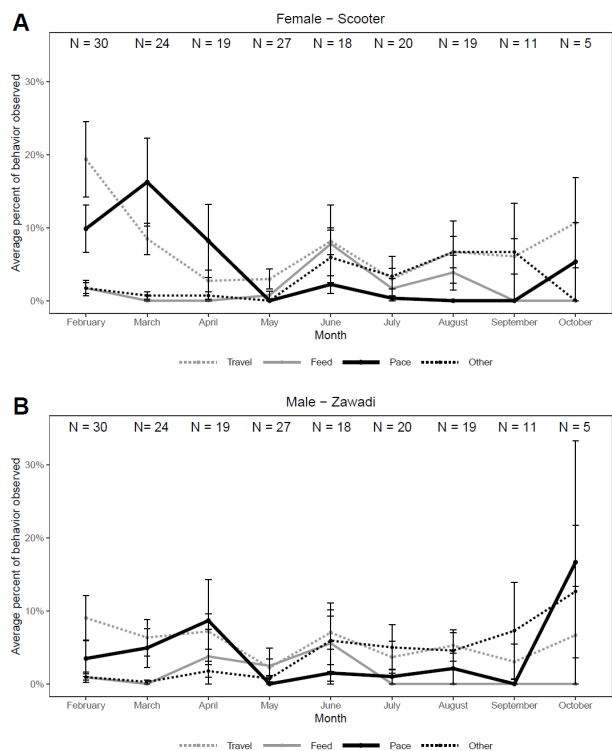 A
Female − Scooter
N = 30 N= 24 N = 19 N = 27 N = 18 N = 20 N = 19 N = 11 N = 5
Average percent of behavior observed
30%
20%
10%
0%
February March April May June July August September October
Month
Travel Feed Pace Other
B
Male − Zawadi
N = 30 N = 24 N = 19 N = 27 N = 18 N = 20 N = 19 N = 11 N = 5
Average percent of behavior observed
30%
20%
10%
0%
February March April May June July August September October
Month
Travel Feed Pace Other